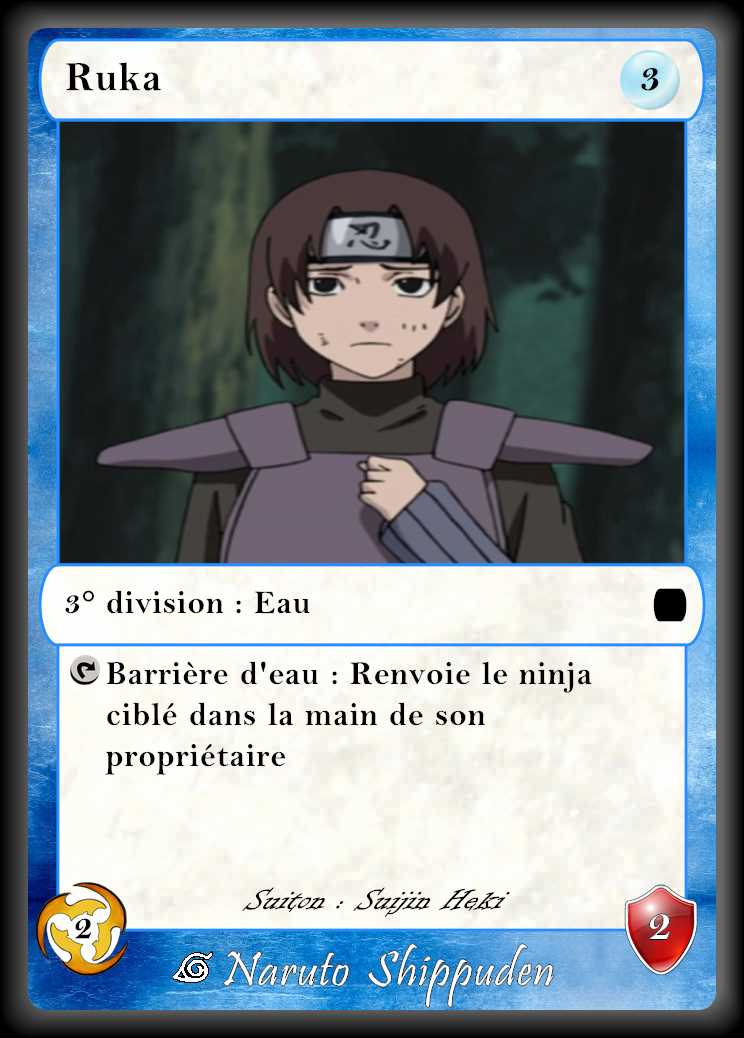 Ruka
3
忍
3° division : Eau
Barrière d'eau : Renvoie le ninja
ciblé dans la main de son
propriétaire
Suiton : Suijin Heki
2
2
Naruto Shippuden